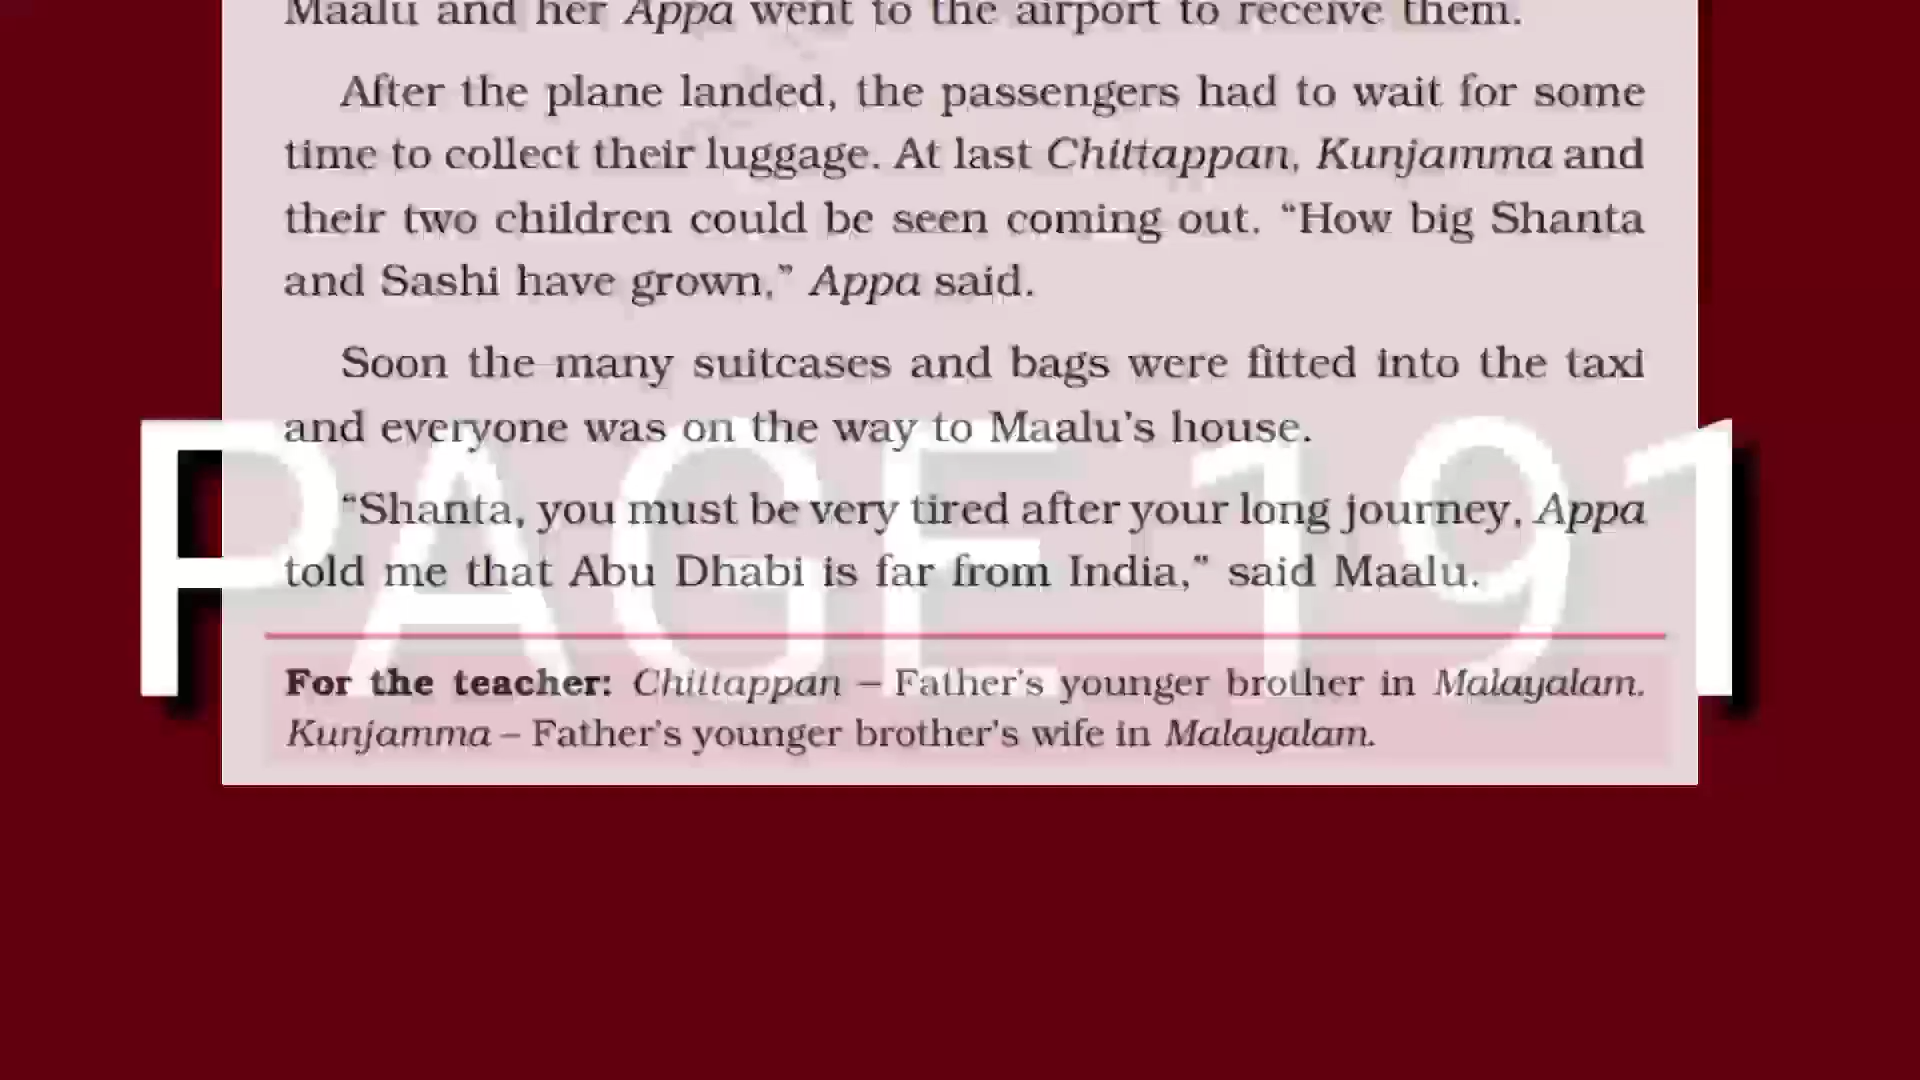 Maalu and her Appa went to the airport to receive them.
After the plane landed, the passengers had to wait for some
time to collect their luggage. At last Chittappan, Kunjamma and
their two children could be seen coming out. “How big Shanta
and Sashi have grown,” Appa said.
Soon the many suitcases and bags were fitted into the taxi
and everyone was on the way to Maalu’s house.
“Shanta, you must be very tired after your long journey, Appa
told me that Abu Dhabi is far from India,” said Maalu.
For the teacher: Chittappan – Father’s younger brother in Malayalam.
Kunjamma – Father’s younger brother’s wife in Malayalam.
PAGE 191